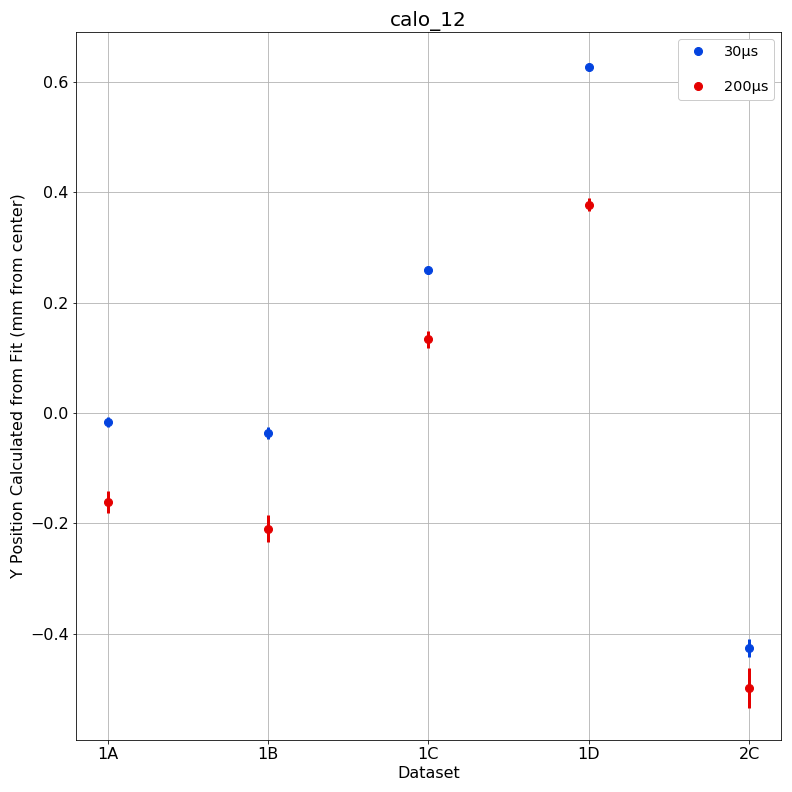 calo_12
30µs
200µs
0.6
0.4
0.2
0.0
−0.2
−0.4
Y Position Calculated from Fit (mm from center)
1A 1B 1C 1D 2C
Dataset